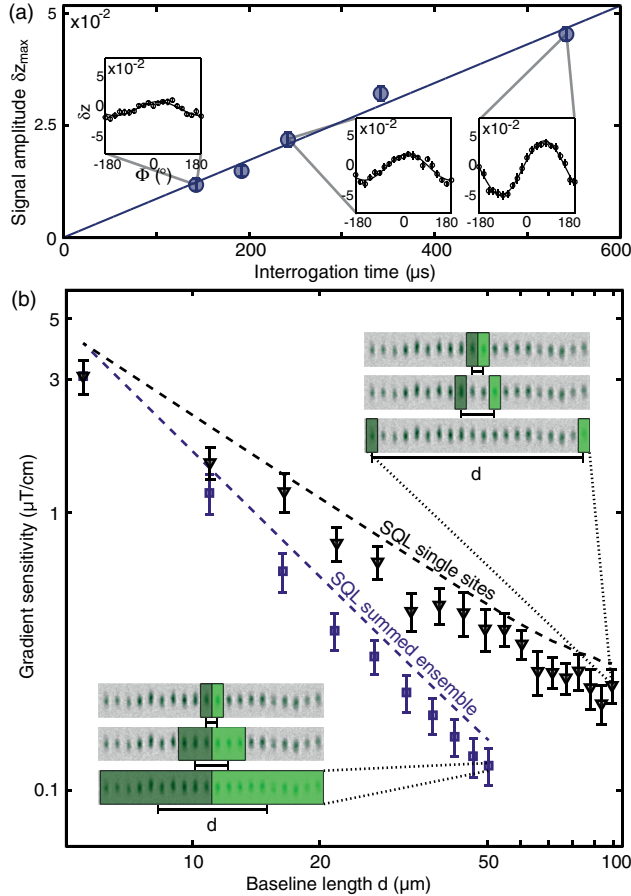 (a)
5
x10⁻²
Signal amplitude δz_max
2.5
0
0
200
400
600
Interrogation time (µs)
x10⁻²
5
0
-5
δz
-180
0
180
Φ (°)
x10⁻²
5
0
-5
-180
0
180
x10⁻²
5
0
-5
-180
0
180
(b)
5
3
1
0.1
Gradient sensitivity (µT/cm)
d
SQL single sites
SQL summed ensemble
d
10
20
50
100
Baseline length d (µm)